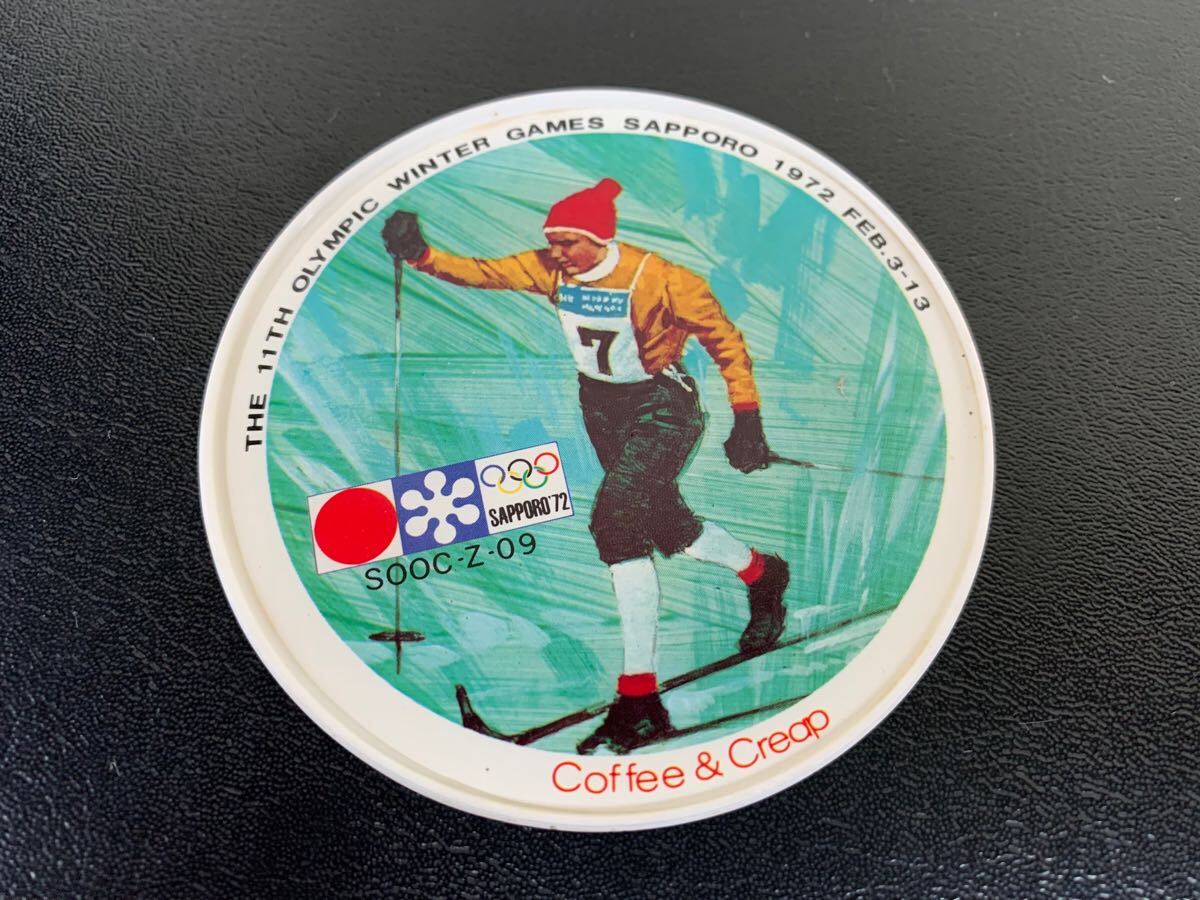 THE 11TH OLYMPIC WINTER GAMES SAPPORO 1972 FEB.3-13
7
SAPPORO'72
SOOC-Z-09
Coffee & Creap